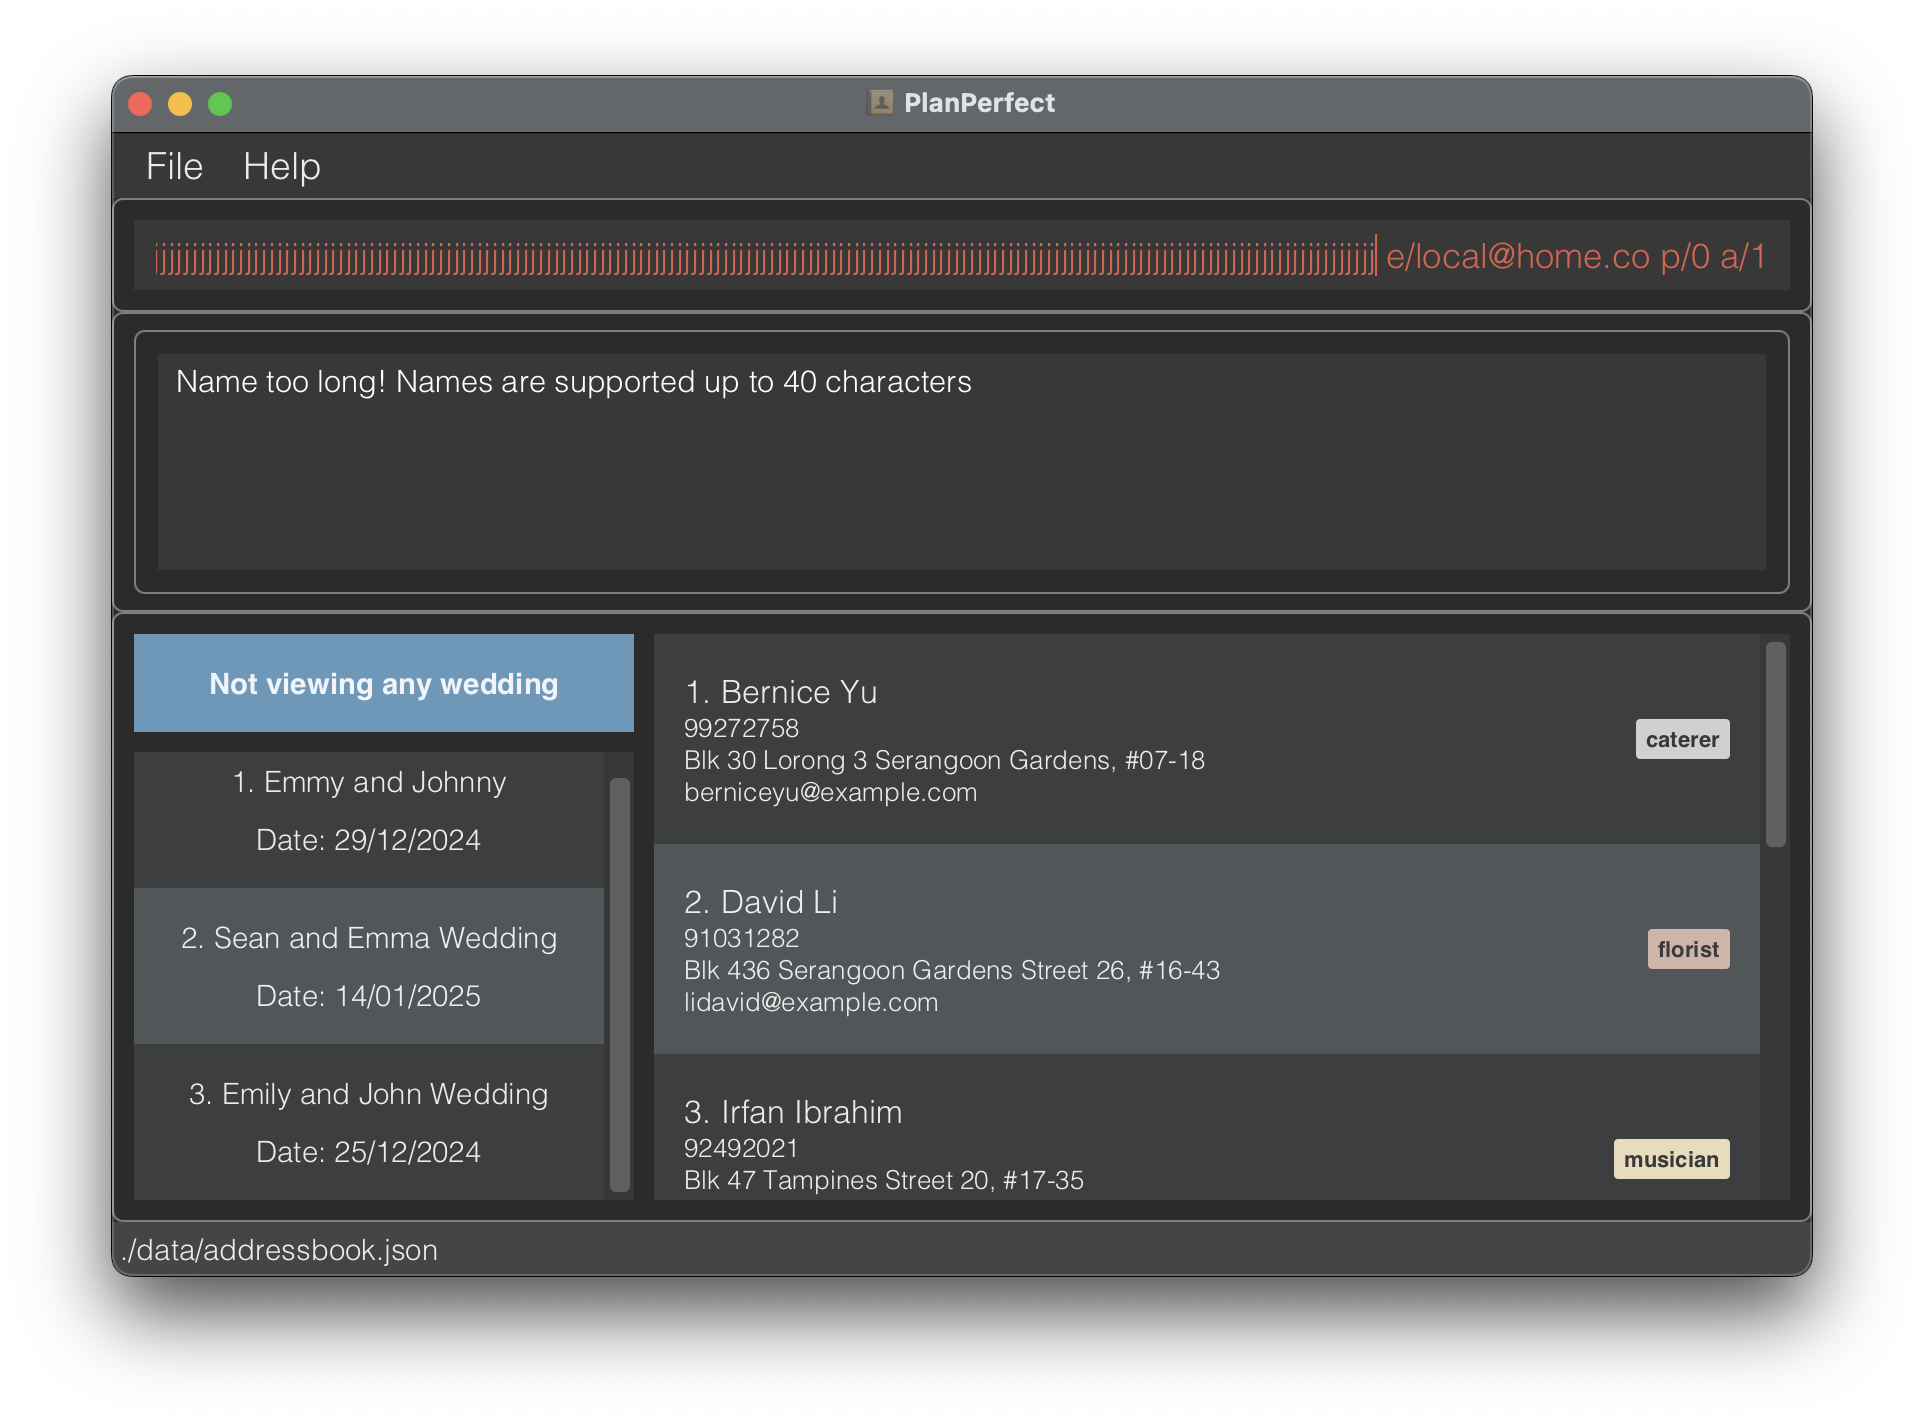 PlanPerfect
File Help
e/local@home.co p/0 a/1
Name too long! Names are supported up to 40 characters
Not viewing any wedding
1. Emmy and Johnny
Date: 29/12/2024
2. Sean and Emma Wedding
Date: 14/01/2025
3. Emily and John Wedding
Date: 25/12/2024
1. Bernice Yu
99272758
Blk 30 Lorong 3 Serangoon Gardens, #07-18
berniceyu@example.com
caterer
2. David Li
91031282
Blk 436 Serangoon Gardens Street 26, #16-43
lidavid@example.com
florist
3. Irfan Ibrahim
92492021
Blk 47 Tampines Street 20, #17-35
musician
./data/addressbook.json